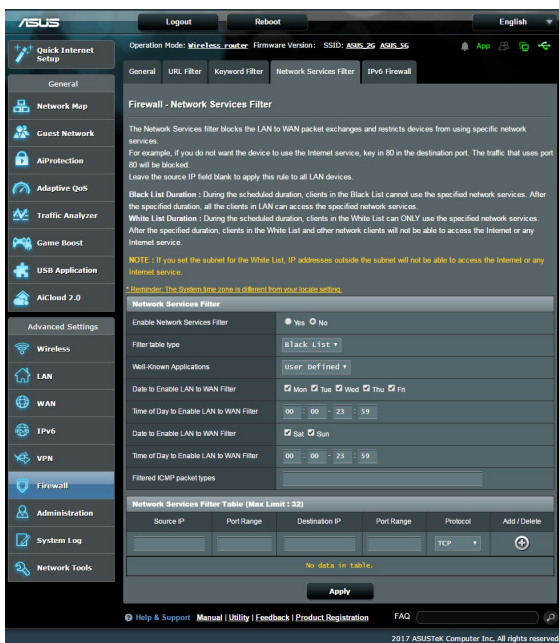 ASUS
Logout
Reboot
English
Quick Internet
Setup
General
Network Map
Guest Network
AiProtection
Adaptive QoS
Traffic Analyzer
Game Boost
USB Application
AiCloud 2.0
Advanced Settings
Wireless
LAN
WAN
IPv6
VPN
Firewall
Administration
System Log
Network Tools
Operation Mode: Wireless router Firmware Version: SSID: ASUS_2G ASUS_5G
App
General
URL Filter
Keyword Filter
Network Services Filter
IPv6 Firewall
Firewall - Network Services Filter
The Network Services filter blocks the LAN to WAN packet exchanges and restricts devices from using specific network
services.
For example, if you do not want the device to use the Internet service, key in 80 in the destination port. The traffic that uses port
80 will be blocked.
Leave the source IP field blank to apply this rule to all LAN devices.
Black List Duration : During the scheduled duration, clients in the Black List cannot use the specified network services. After
the specified duration, all the clients in LAN can access the specified network services.
White List Duration : During the scheduled duration, clients in the White List can ONLY use the specified network services.
After the specified duration, clients in the White List and other network clients will not be able to access the Internet or any
Internet service.
NOTE : If you set the subnet for the White List, IP addresses outside the subnet will not be able to access the Internet or any
Internet service.
* Reminder: The System time zone is different from your locale setting.
Network Services Filter
Enable Network Services Filter Yes No
Filter table type Black List
Well-Known Applications User Defined
Date to Enable LAN to WAN Filter Mon Tue Wed Thu Fri
Time of Day to Enable LAN to WAN Filter 00 : 00 - 23 : 59
Date to Enable LAN to WAN Filter Sat Sun
Time of Day to Enable LAN to WAN Filter 00 : 00 - 23 : 59
Filtered ICMP packet types
Network Services Filter Table (Max Limit : 32)
Source IP Port Range Destination IP Port Range Protocol Add / Delete
TCP
No data in table.
Apply
Help & Support Manual | Utility | Feedback | Product Registration FAQ
2017 ASUSTeK Computer Inc. All rights reserved